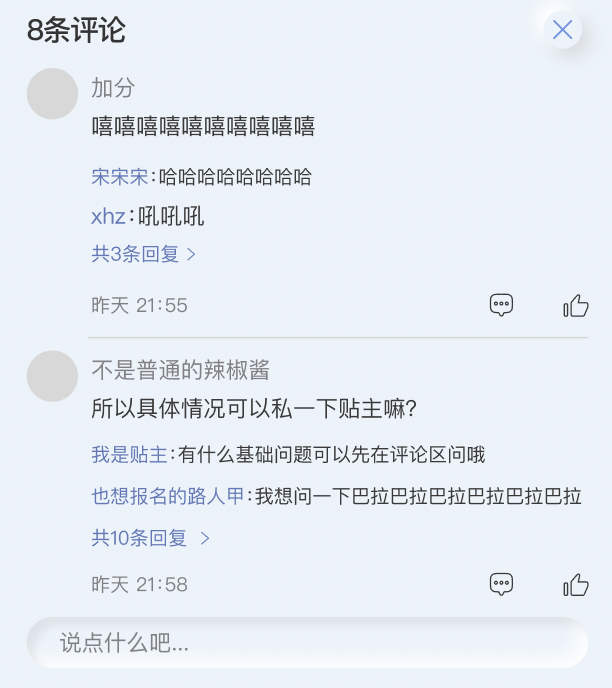 8条评论
加分
嘻嘻嘻嘻嘻嘻嘻嘻嘻嘻
宋宋宋:哈哈哈哈哈哈哈哈
xhz:吼吼吼
共3条回复 >
昨天 21:55
不是普通的辣椒酱
所以具体情况可以私一下贴主嘛?
我是贴主:有什么基础问题可以先在评论区问哦
也想报名的路人甲:我想问一下巴拉巴拉巴拉巴拉巴拉巴拉
共10条回复 >
昨天 21:58
说点什么吧...